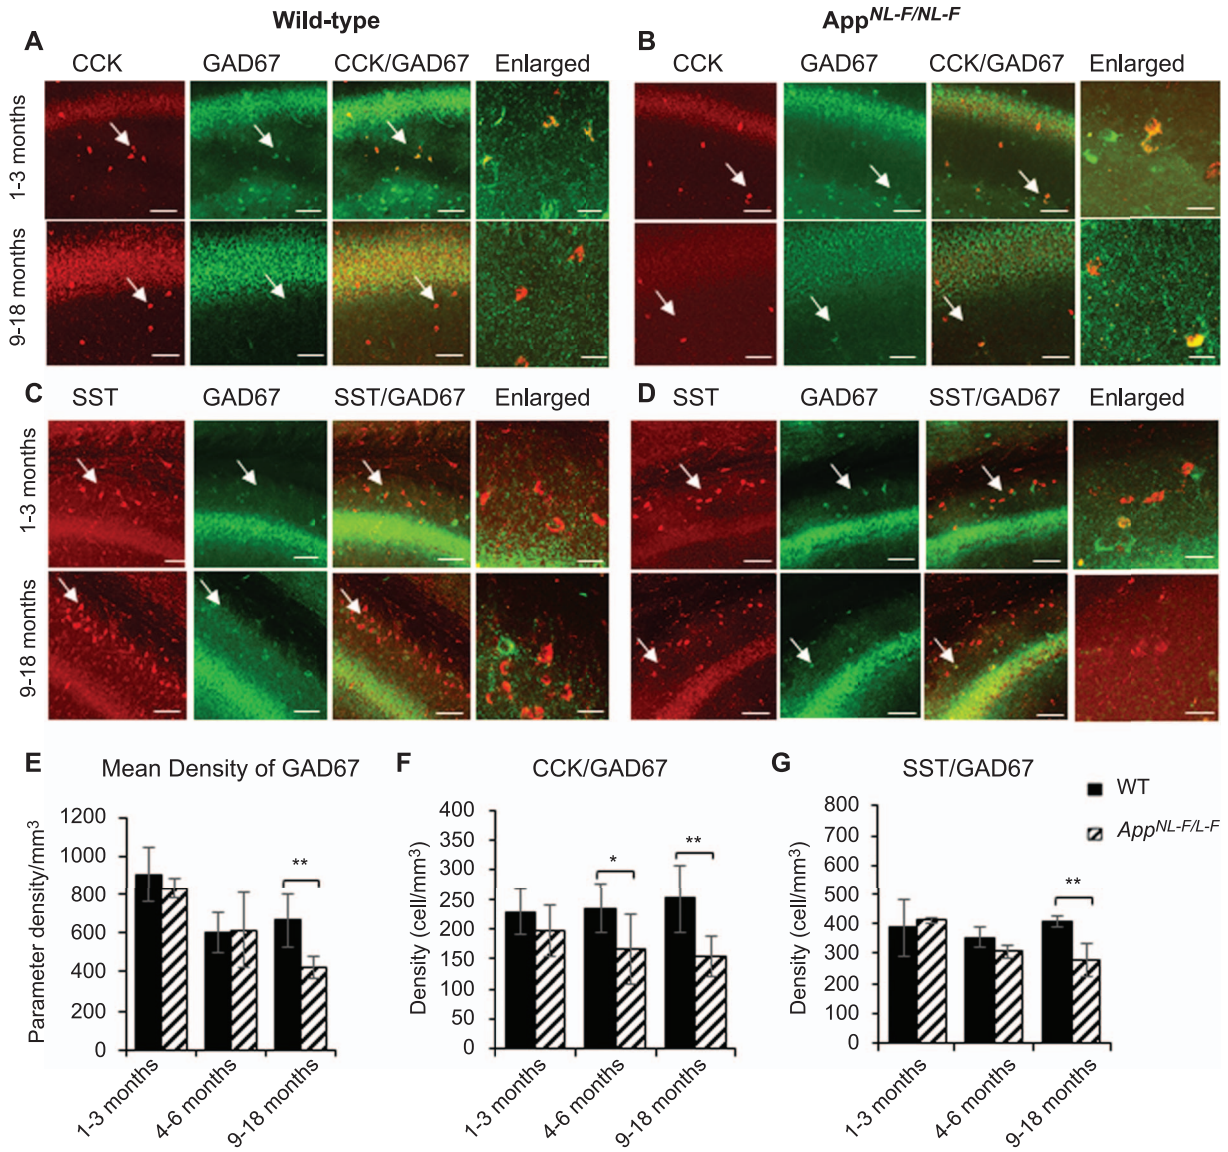 Wild-type
App^NL-F/NL-F
A
B
CCK GAD67 CCK/GAD67 Enlarged
CCK GAD67 CCK/GAD67 Enlarged
1-3 months
9-18 months
C
D
SST GAD67 SST/GAD67 Enlarged
SST GAD67 SST/GAD67 Enlarged
1-3 months
9-18 months
E Mean Density of GAD67
Parameter density/mm³
1200
1000
800
600
400
200
0
**
1-3 months
4-6 months
9-18 months
F CCK/GAD67
Density (cell/mm³)
400
350
300
250
200
150
100
50
0
*
**
1-3 months
4-6 months
9-18 months
G SST/GAD67
Density (cell/mm³)
800
700
600
500
400
300
200
100
0
**
1-3 months
4-6 months
9-18 months
WT
App^NL-F/L-F